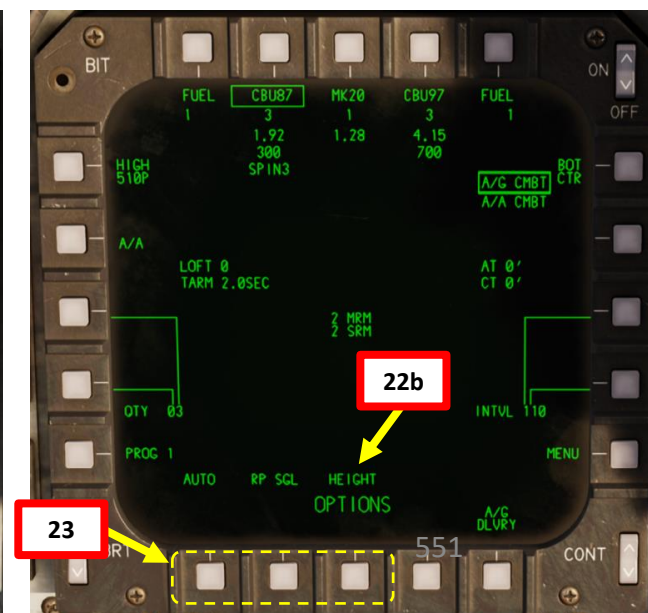 BIT
ON
OFF
FUEL CBU87 MK20 CBU97 FUEL
1 3 1 3 1
1.92 1.28 4.15
300 700
SPIN3
HIGH
510P
BOT
CTR
A/G CMBT
A/A CMBT
A/A
LOFT 0
TARM 2.0SEC
AT 0'
CT 0'
2 MRM
2 SRM
22b
QTY 03
INTVL 110
PROG 1
MENU
AUTO RP SGL HEIGHT
OPTIONS
A/G
DLVRY
23
BRT
551
CONT